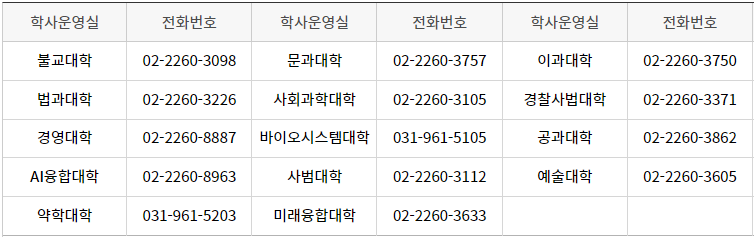 학사운영실 전화번호 학사운영실 전화번호 학사운영실 전화번호
불교대학 02-2260-3098 문과대학 02-2260-3757 이과대학 02-2260-3750
법과대학 02-2260-3226 사회과학대학 02-2260-3105 경찰사법대학 02-2260-3371
경영대학 02-2260-8887 바이오시스템대학 031-961-5105 공과대학 02-2260-3862
AI융합대학 02-2260-8963 사범대학 02-2260-3112 예술대학 02-2260-3605
약학대학 031-961-5203 미래융합대학 02-2260-3633